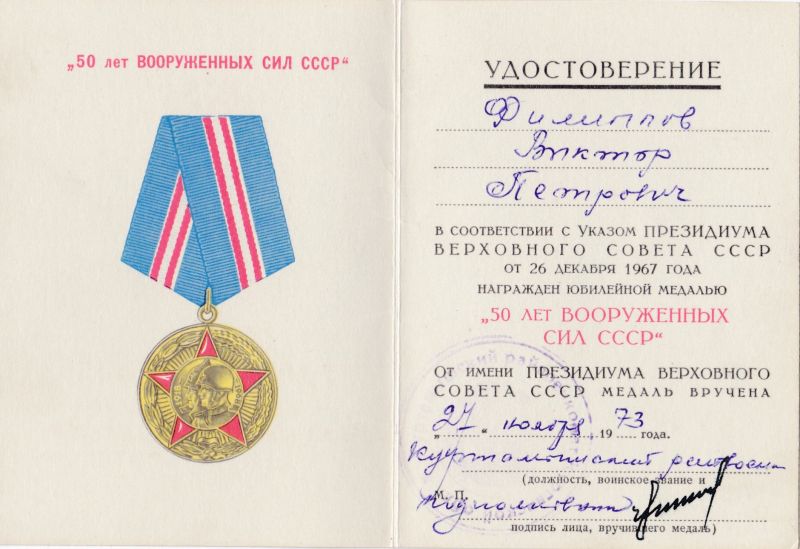 „50 лет ВООРУЖЕННЫХ СИЛ СССР“
УДОСТОВЕРЕНИЕ
Филиппов
Виктор
Петрович
В СООТВЕТСТВИИ С УКАЗОМ ПРЕЗИДИУМА
ВЕРХОВНОГО СОВЕТА СССР
ОТ 26 ДЕКАБРЯ 1967 ГОДА
НАГРАЖДЕН ЮБИЛЕЙНОЙ МЕДАЛЬЮ
„50 ЛЕТ ВООРУЖЕННЫХ
СИЛ СССР“
ОТ ИМЕНИ ПРЕЗИДИУМА ВЕРХОВНОГО
СОВЕТА СССР МЕДАЛЬ ВРУЧЕНА
„27“ ноября 1973 года.
(должность, воинское звание и
М. П.
подпись лица, вручившего медаль)